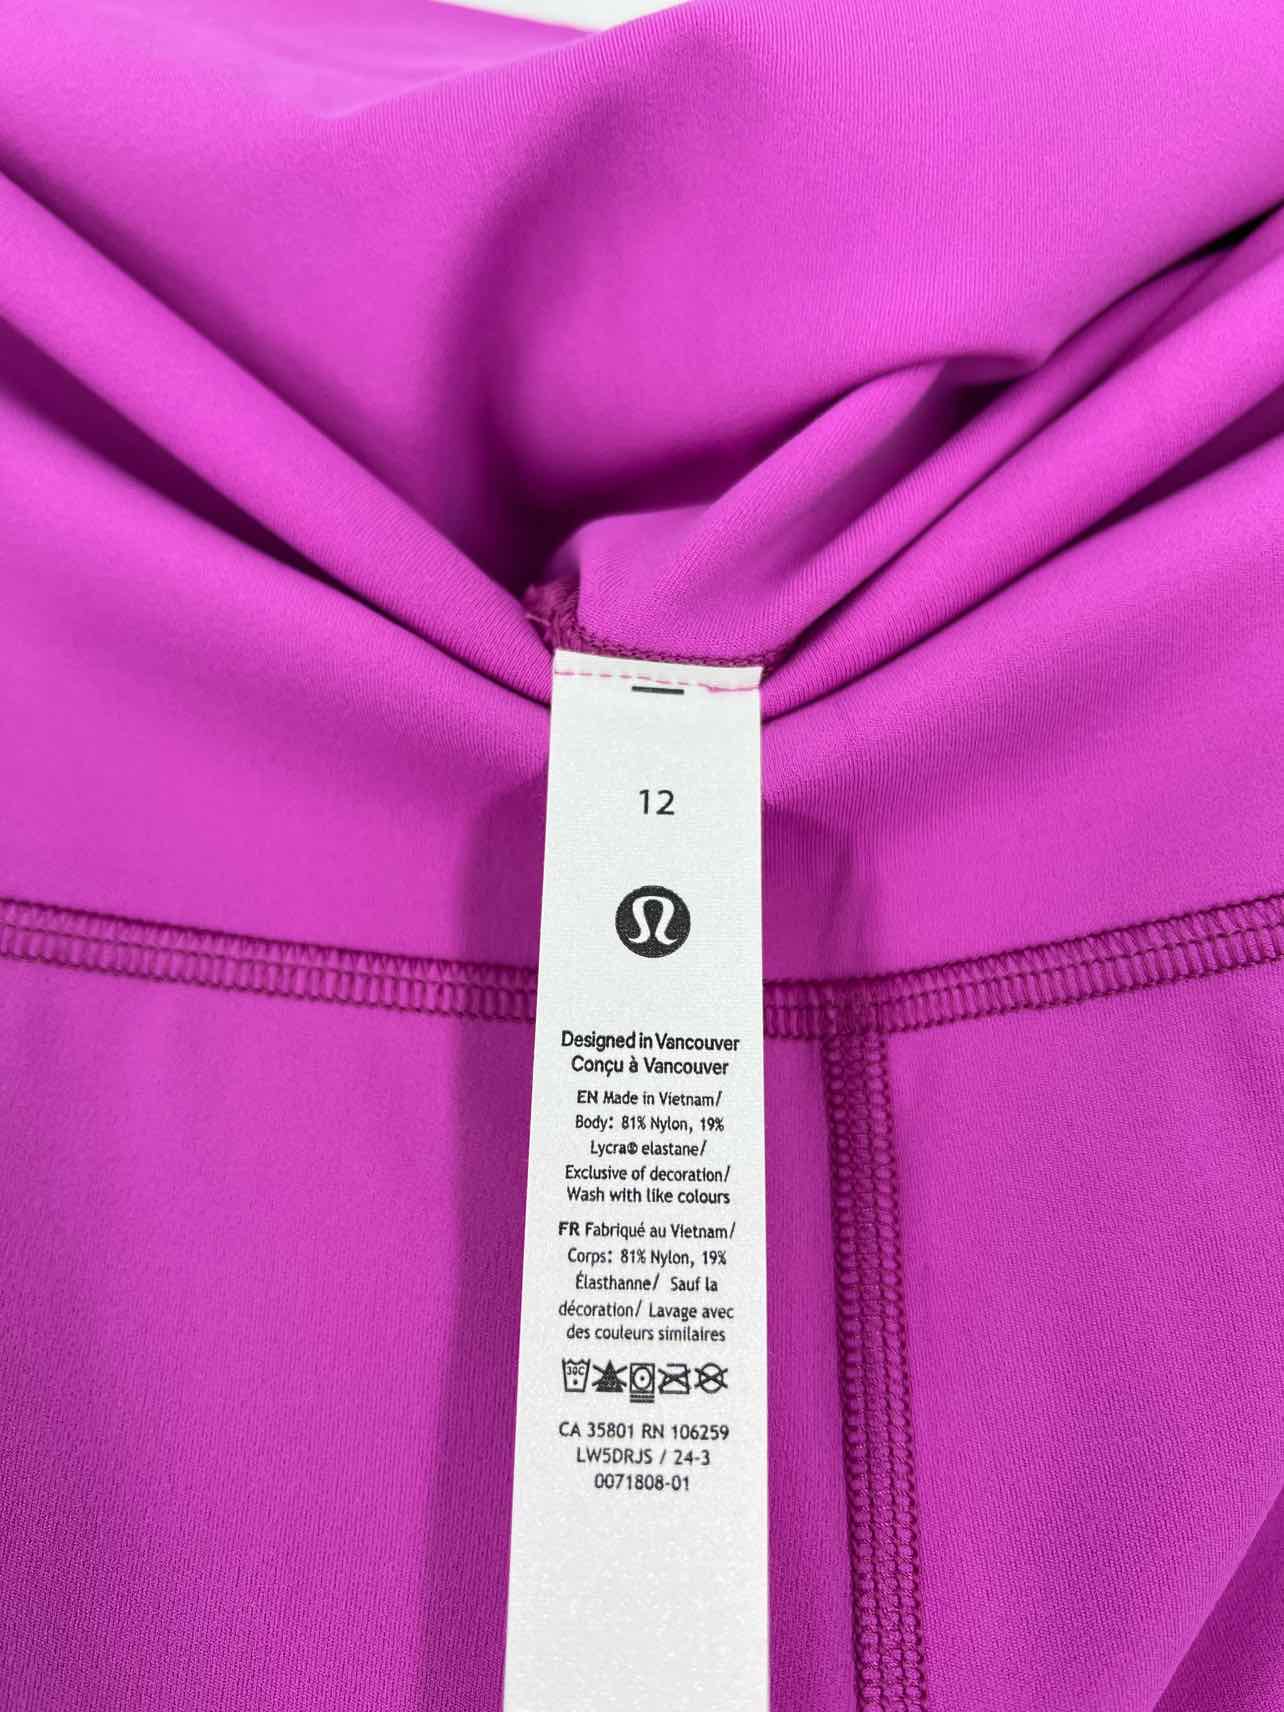 12
Designed in Vancouver
Conçu à Vancouver
EN Made in Vietnam/
Body: 81% Nylon, 19%
Lycra® elastane/
Exclusive of decoration/
Wash with like colours
FR Fabriqué au Vietnam/
Corps: 81% Nylon, 19%
Élasthanne/ Sauf la
décoration/ Lavage avec
des couleurs similaires
30C
CA 35801 RN 106259
LW5DRJS / 24-3
0071808-01